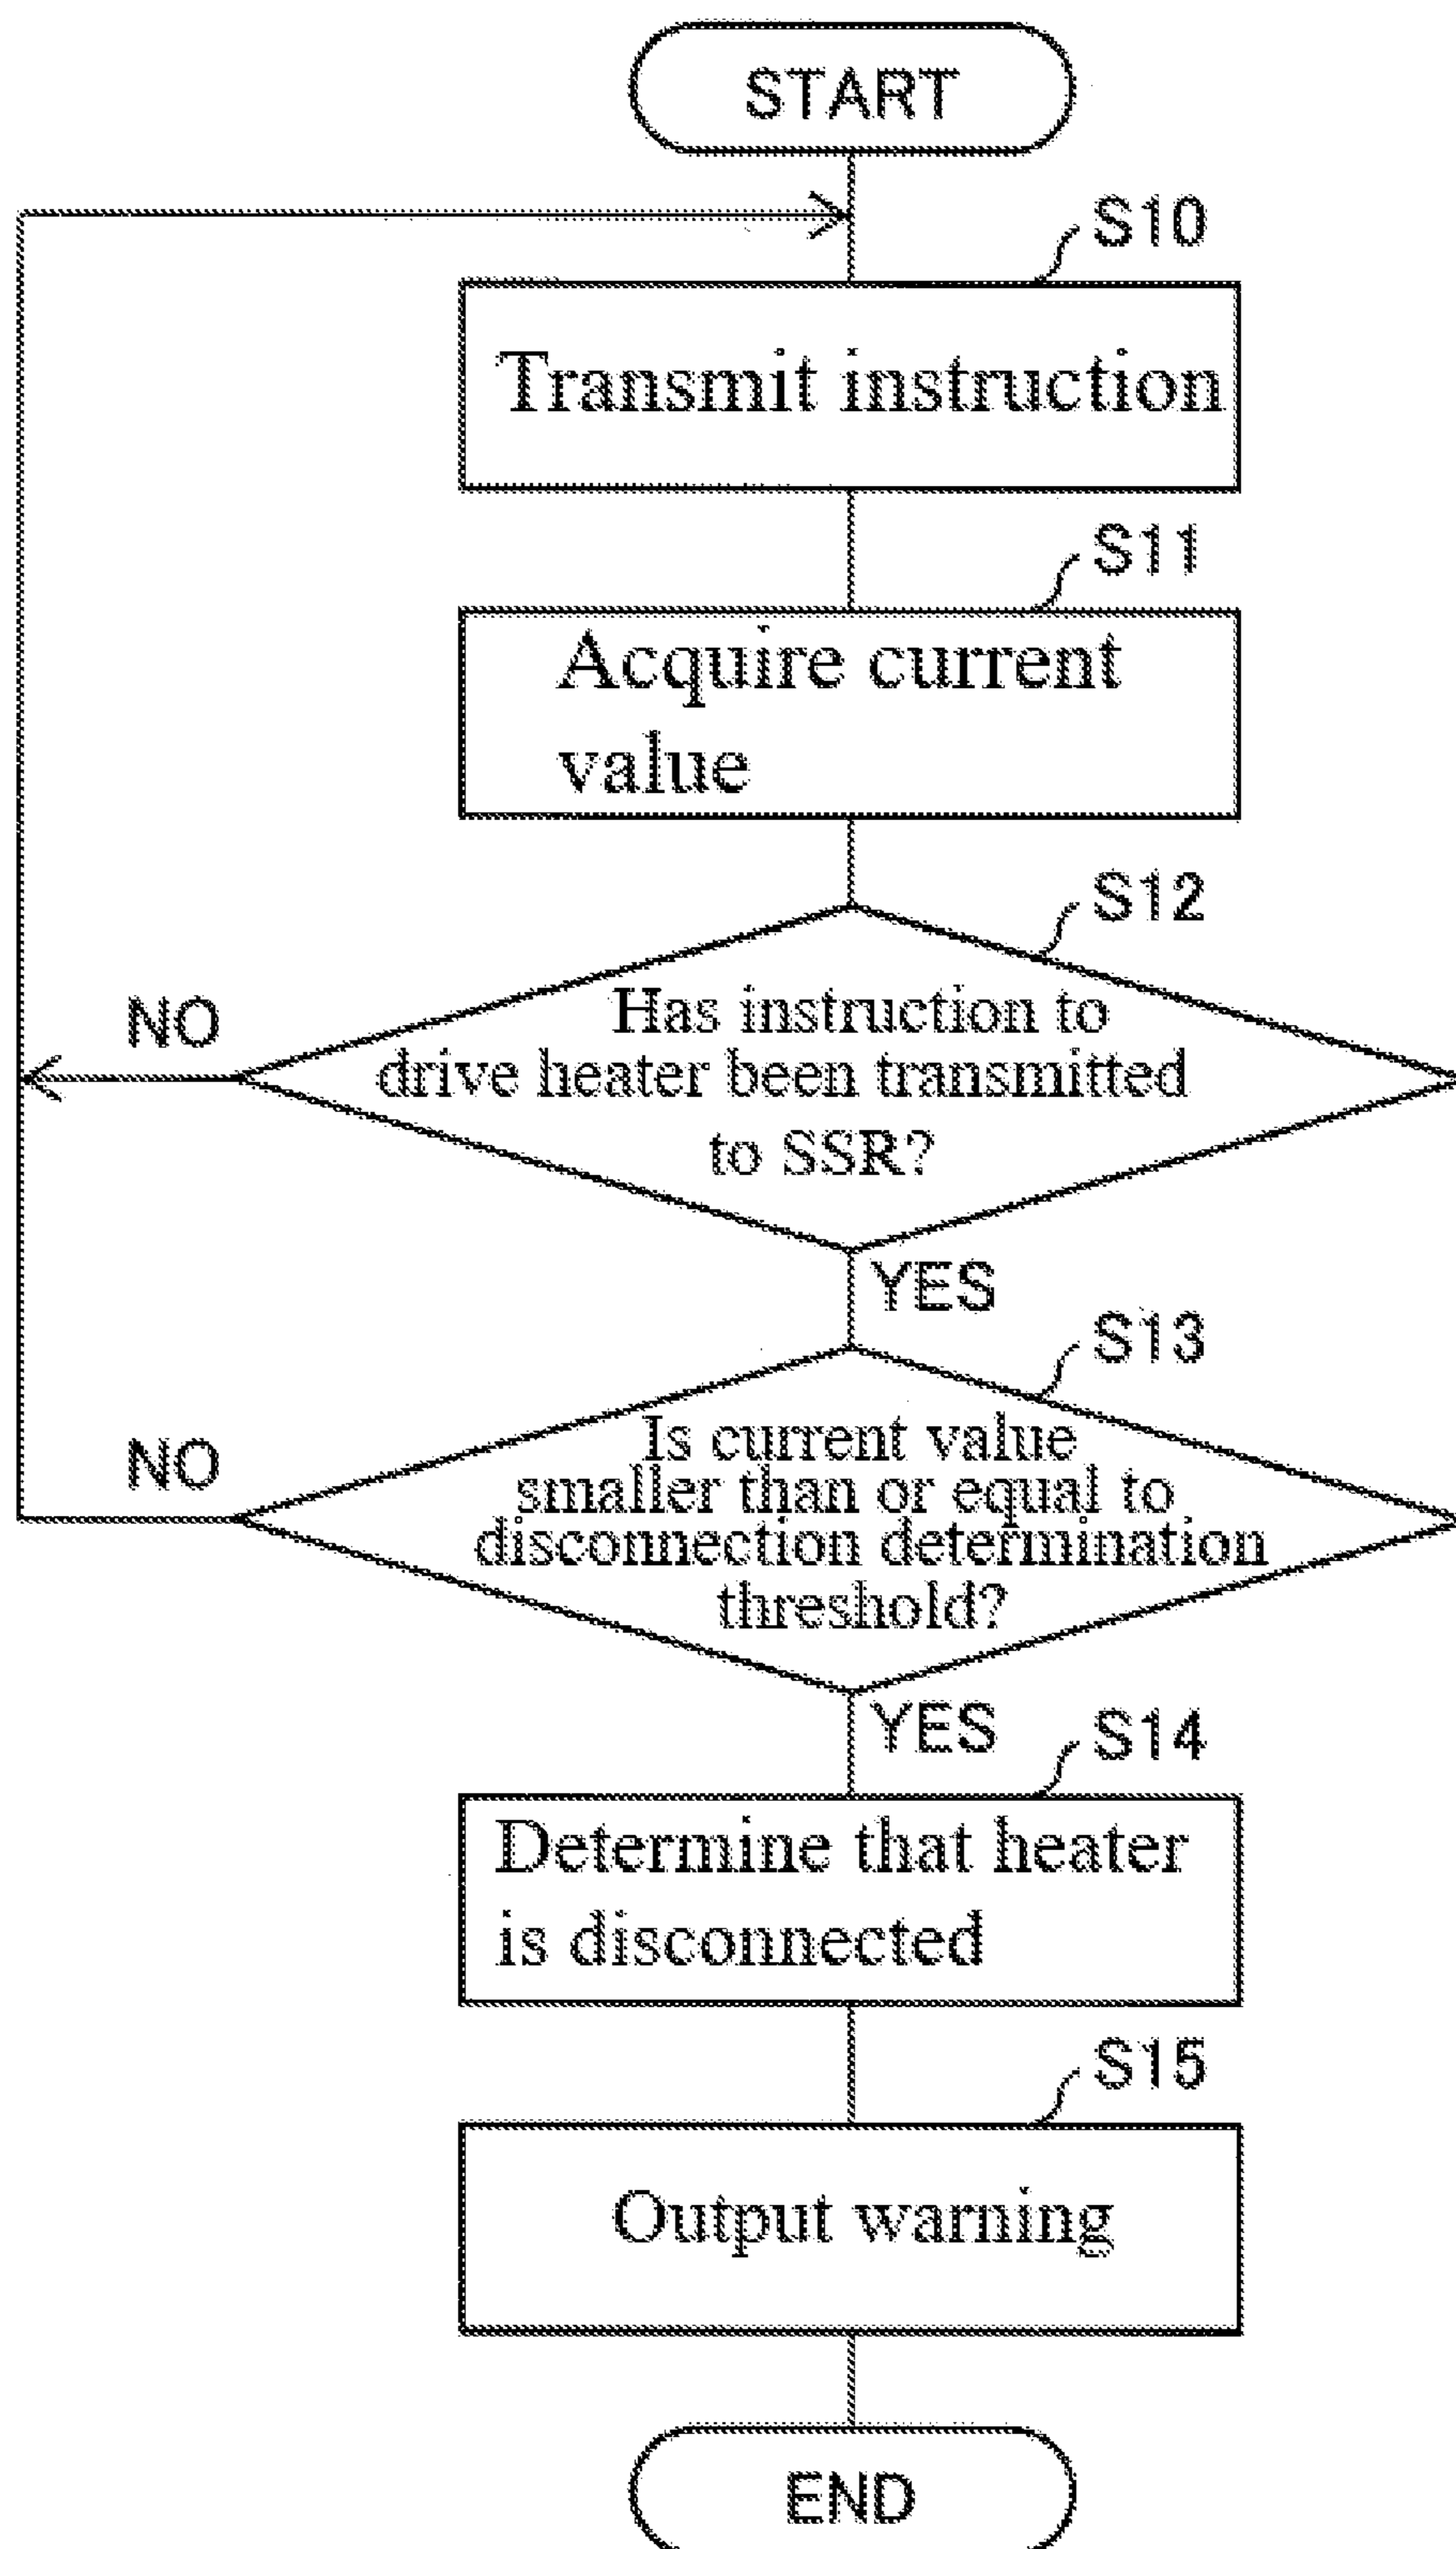 START
S10
Transmit instruction
S11
Acquire current
value
S12
Has instruction to
drive heater been transmitted
to SSR?
NO
YES
S13
Is current value
smaller than or equal to
disconnection determination
threshold?
NO
YES
S14
Determine that heater
is disconnected
S15
Output warning
END